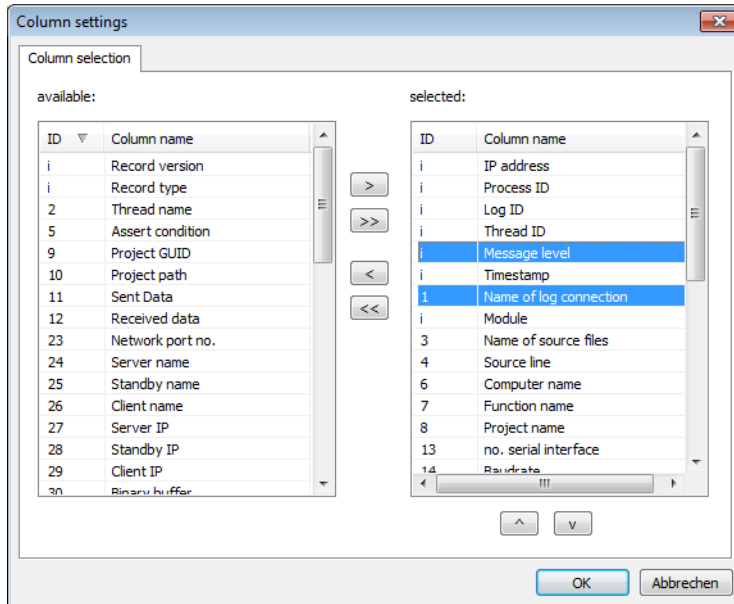 Column settings
Column selection
available:
ID Column name
i Record version
i Record type
2 Thread name
5 Assert condition
9 Project GUID
10 Project path
11 Sent Data
12 Received data
23 Network port no.
24 Server name
25 Standby name
26 Client name
27 Server IP
28 Standby IP
29 Client IP
30 Binary buffer
>
>>
<
<<
selected:
ID Column name
i IP address
i Process ID
i Log ID
i Thread ID
i Message level
i Timestamp
1 Name of log connection
i Module
3 Name of source files
4 Source line
6 Computer name
7 Function name
8 Project name
13 no. serial interface
14 Baudrate
^ v
OK Abbrechen